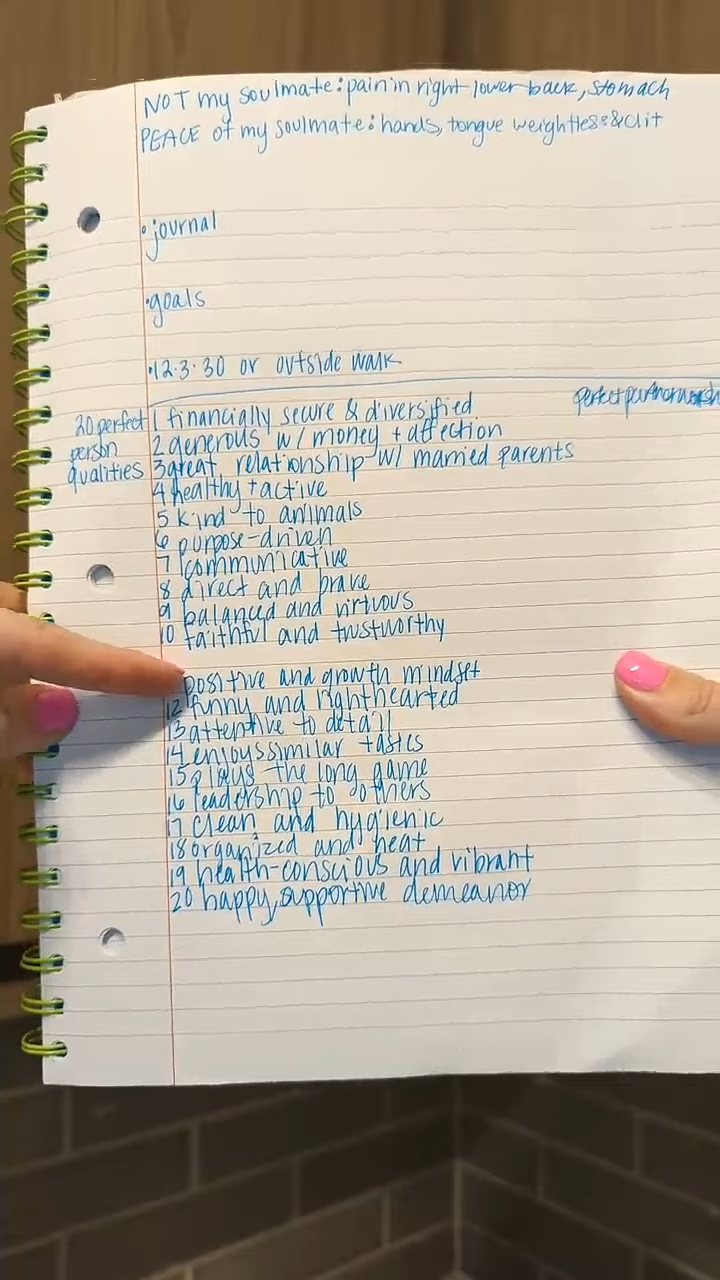 NOT my soulmate: pain in right lower back, stomach
PEACE of my soulmate: hands, tongue weightless & clit
•journal
•goals
•12.3.30 or outside walk
20 perfect person qualities
perfect partner
1 financially secure & diversified
2 generous w/ money + affection
3 great relationship w/ married parents
4 healthy + active
5 kind to animals
6 purpose-driven
7 communicative
8 direct and brave
9 balanced and virtuous
10 faithful and trustworthy
positive and growth mindset
12 funny and lighthearted
13 attentive to detail
14 enjoys similar tastes
15 plays the long game
16 leadership to others
17 clean and hygienic
18 organized and neat
19 health-conscious and vibrant
20 happy, supportive demeanor